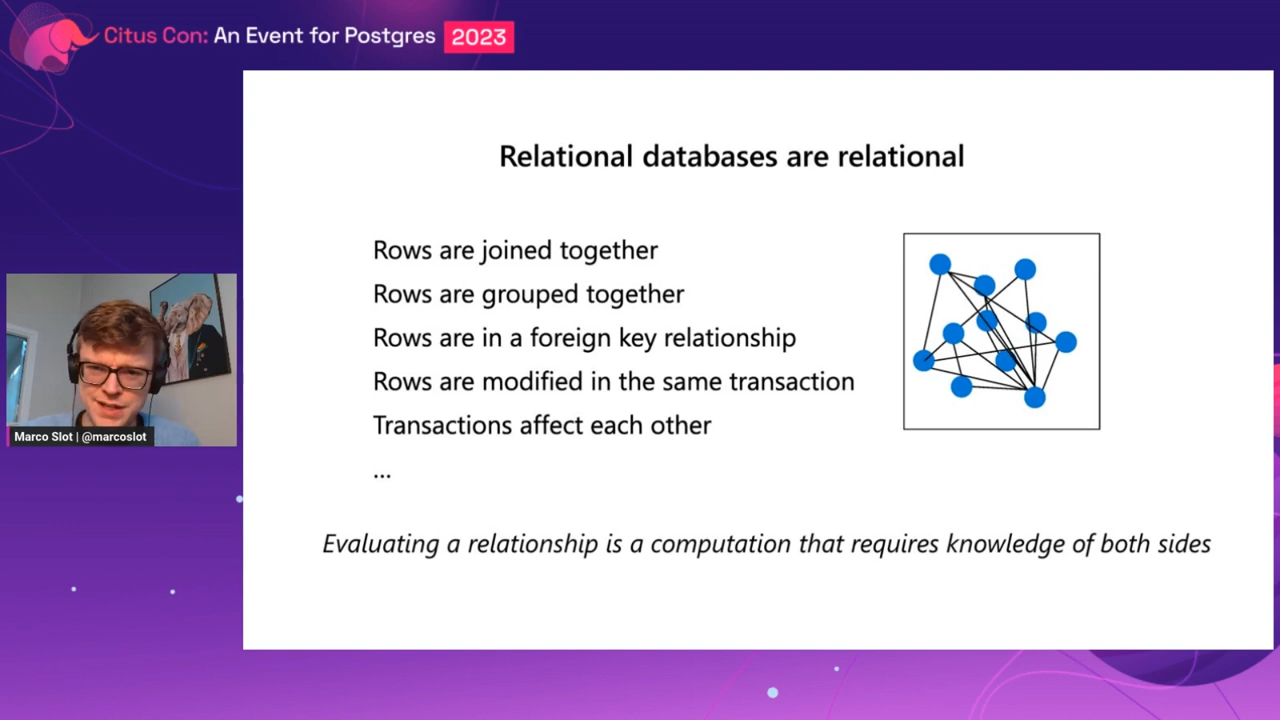 Citus Con: An Event for Postgres 2023
Relational databases are relational
Rows are joined together
Rows are grouped together
Rows are in a foreign key relationship
Rows are modified in the same transaction
Transactions affect each other
...
Evaluating a relationship is a computation that requires knowledge of both sides
Marco Slot | @marcoslot